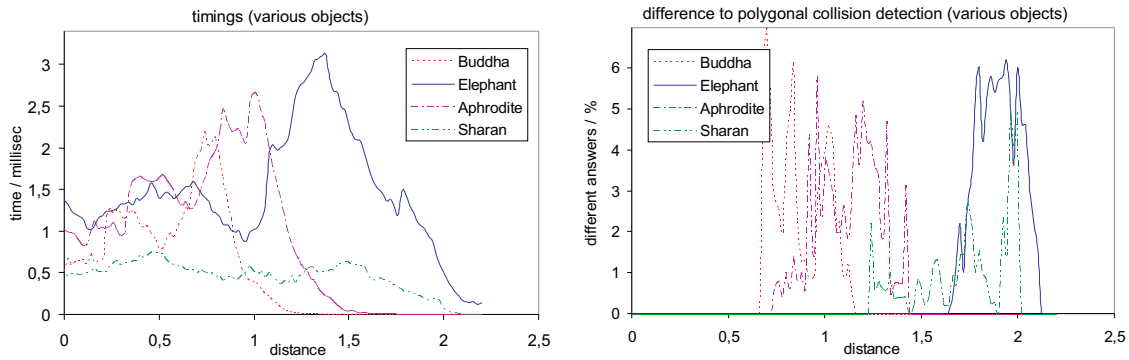 timings (various objects)
3
2,5
2
1,5
1
0,5
0
time / millisec
Buddha
Elephant
Aphrodite
Sharan
0
0,5
1
1,5
2
2,5
distance
difference to polygonal collision detection (various objects)
6
5
4
3
2
1
0
different answers / %
Buddha
Elephant
Aphrodite
Sharan
0
0,5
1
1,5
2
2,5
distance